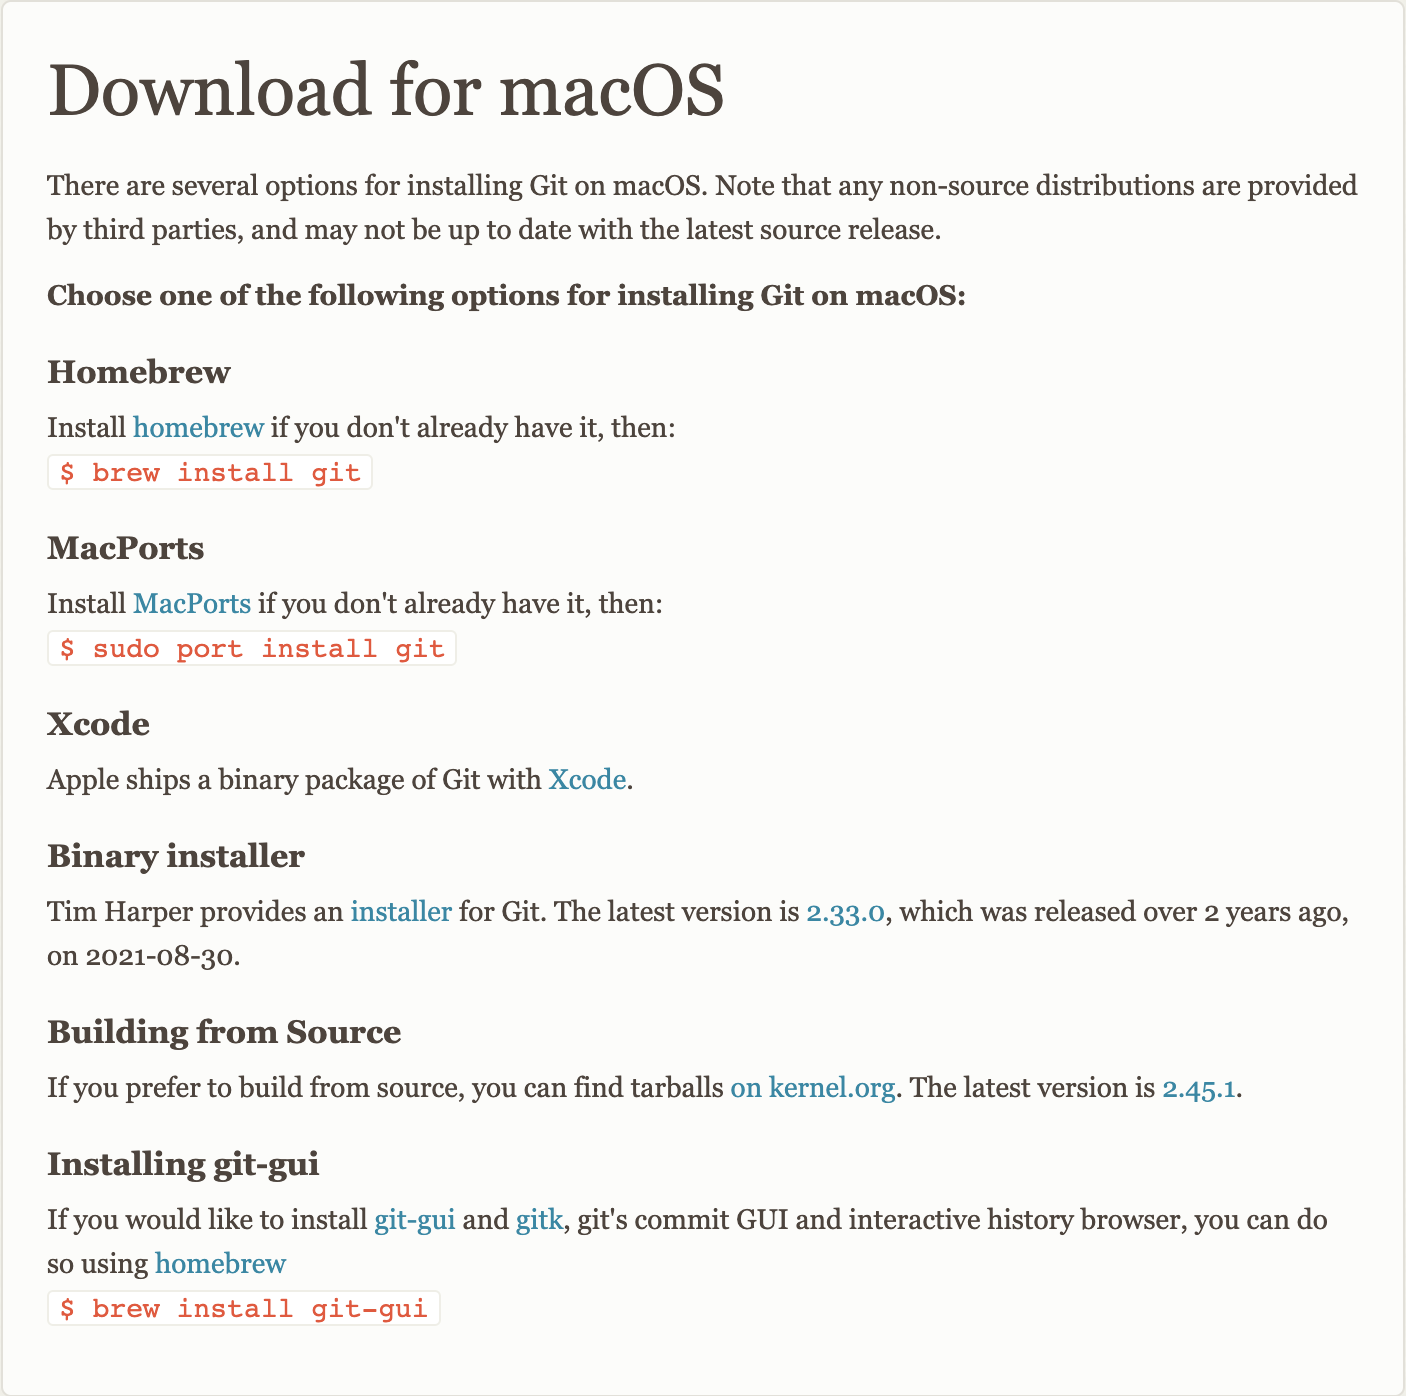 Download for macOS
There are several options for installing Git on macOS. Note that any non-source distributions are provided
by third parties, and may not be up to date with the latest source release.
Choose one of the following options for installing Git on macOS:
Homebrew
Install homebrew if you don't already have it, then:
$ brew install git
MacPorts
Install MacPorts if you don't already have it, then:
$ sudo port install git
Xcode
Apple ships a binary package of Git with Xcode.
Binary installer
Tim Harper provides an installer for Git. The latest version is 2.33.0, which was released over 2 years ago,
on 2021-08-30.
Building from Source
If you prefer to build from source, you can find tarballs on kernel.org. The latest version is 2.45.1.
Installing git-gui
If you would like to install git-gui and gitk, git's commit GUI and interactive history browser, you can do
so using homebrew
$ brew install git-gui